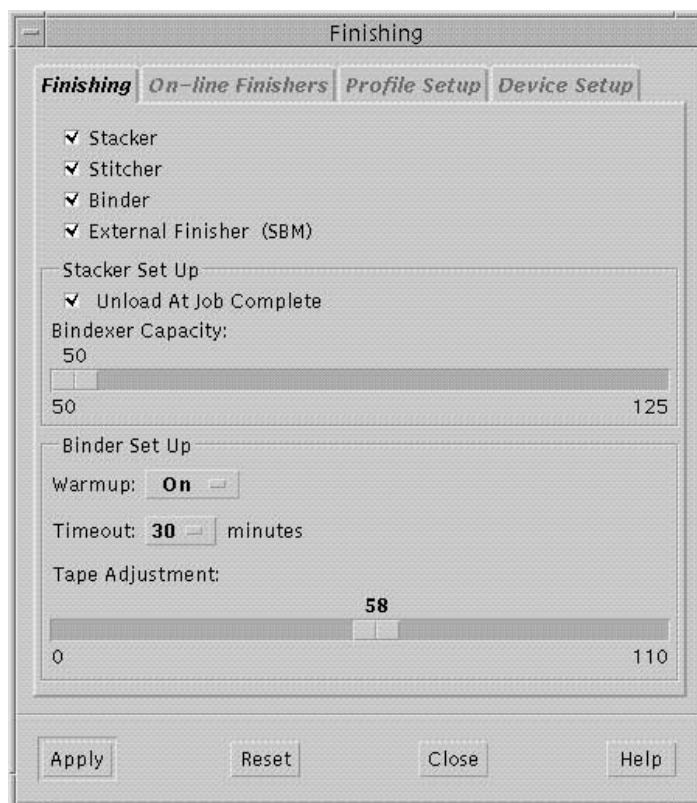 Finishing
Finishing On-line Finishers Profile Setup Device Setup
Stacker
Stitcher
Binder
External Finisher (SBM)
Stacker Set Up
Unload At Job Complete
Bindexer Capacity:
50
50 125
Binder Set Up
Warmup: On
Timeout: 30 minutes
Tape Adjustment:
58
0 110
Apply Reset Close Help